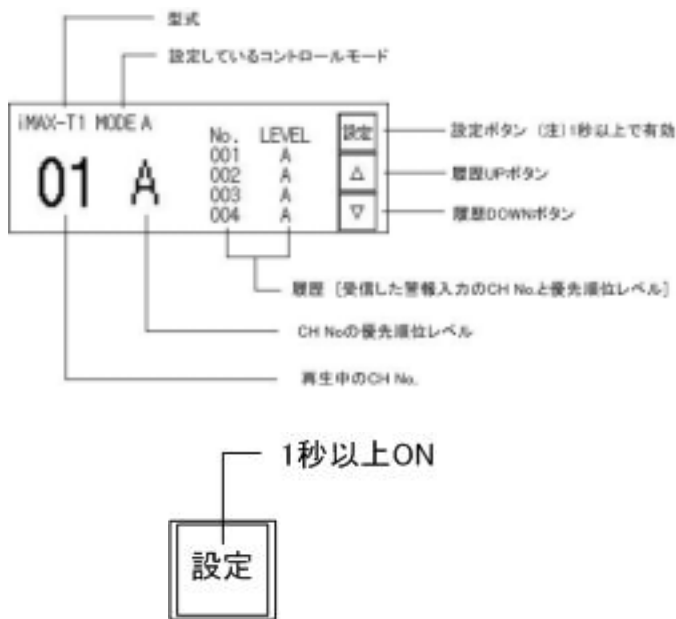 型式
設定しているコントロールモード
iMAX-T1 MODE A
01 A
No. LEVEL
001 A
002 A
003 A
004 A
設定
△
▽
設定ボタン (注)1秒以上で有効
履歴UPボタン
履歴DOWNボタン
履歴 [受信した警報入力のCH No.と優先順位レベル]
CH Noの優先順位レベル
再生中のCH No.
1秒以上ON
設定